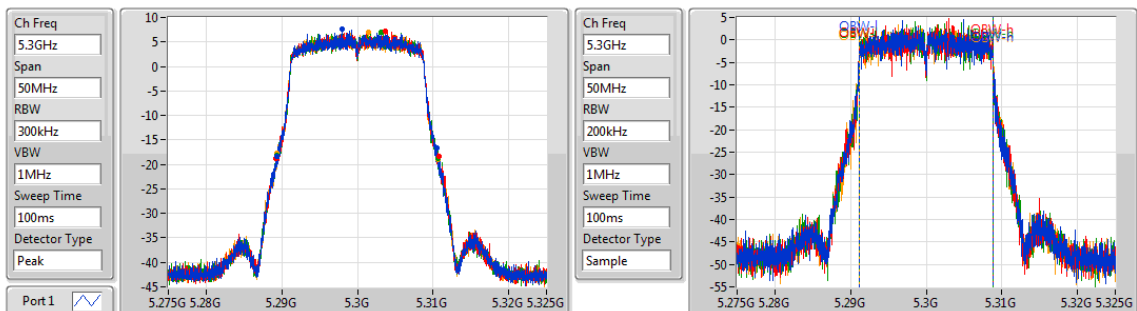 Ch Freq
5.3GHz
Span
50MHz
RBW
300kHz
VBW
1MHz
Sweep Time
100ms
Detector Type
Peak
Port 1
10
5
0
-5
-10
-15
-20
-25
-30
-35
-40
-45
5.275G 5.28G 5.29G 5.3G 5.31G 5.32G 5.325G
Ch Freq
5.3GHz
Span
50MHz
RBW
200kHz
VBW
1MHz
Sweep Time
100ms
Detector Type
Sample
5
0
-5
-10
-15
-20
-25
-30
-35
-40
-45
-50
-55
OBW-l
OBW-h
5.275G 5.28G 5.29G 5.3G 5.31G 5.32G 5.325G